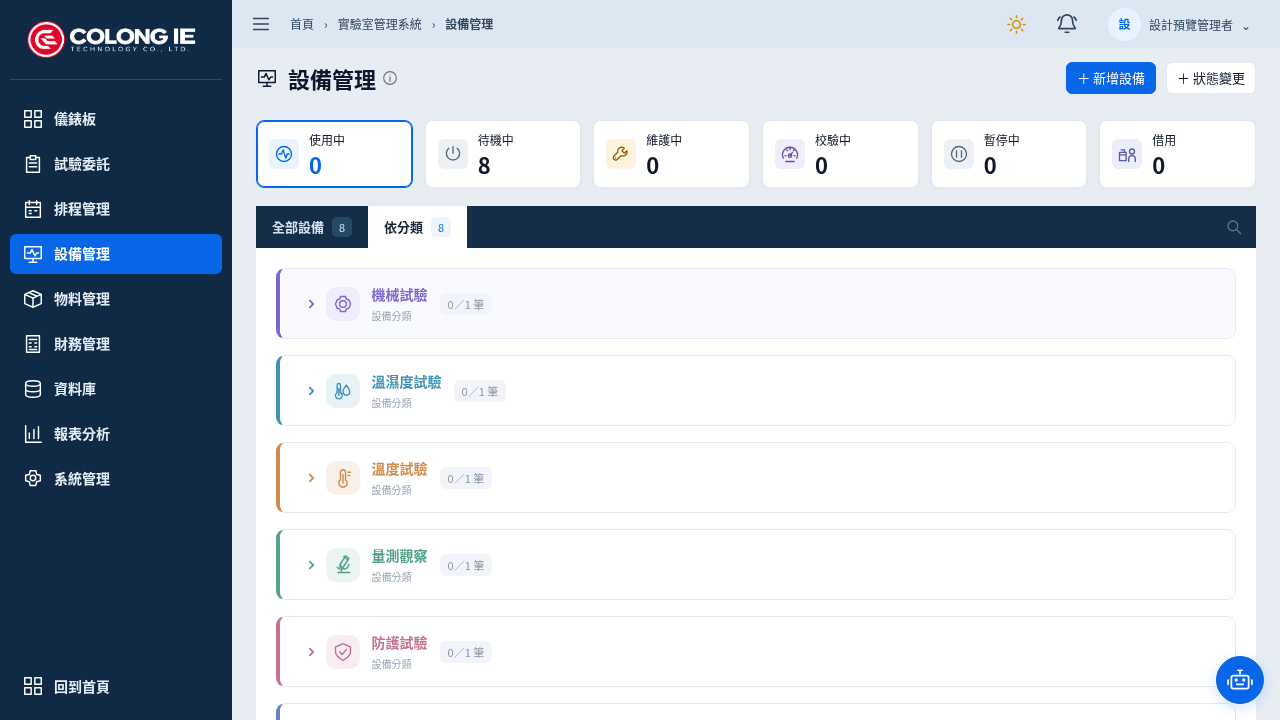 COLONG IE
TECHNOLOGY CO., LTD.
儀錶板
試驗委託
排程管理
設備管理
物料管理
財務管理
資料庫
報表分析
系統管理
回到首頁
首頁 › 實驗室管理系統 › 設備管理
設 設計預覽管理者
設備管理
新增設備
狀態變更
使用中
0
待機中
8
維護中
0
校驗中
0
暫停中
0
借用
0
全部設備 8
依分類 8
機械試驗
設備分類
0／1 筆
溫濕度試驗
設備分類
0／1 筆
溫度試驗
設備分類
0／1 筆
量測觀察
設備分類
0／1 筆
防護試驗
設備分類
0／1 筆